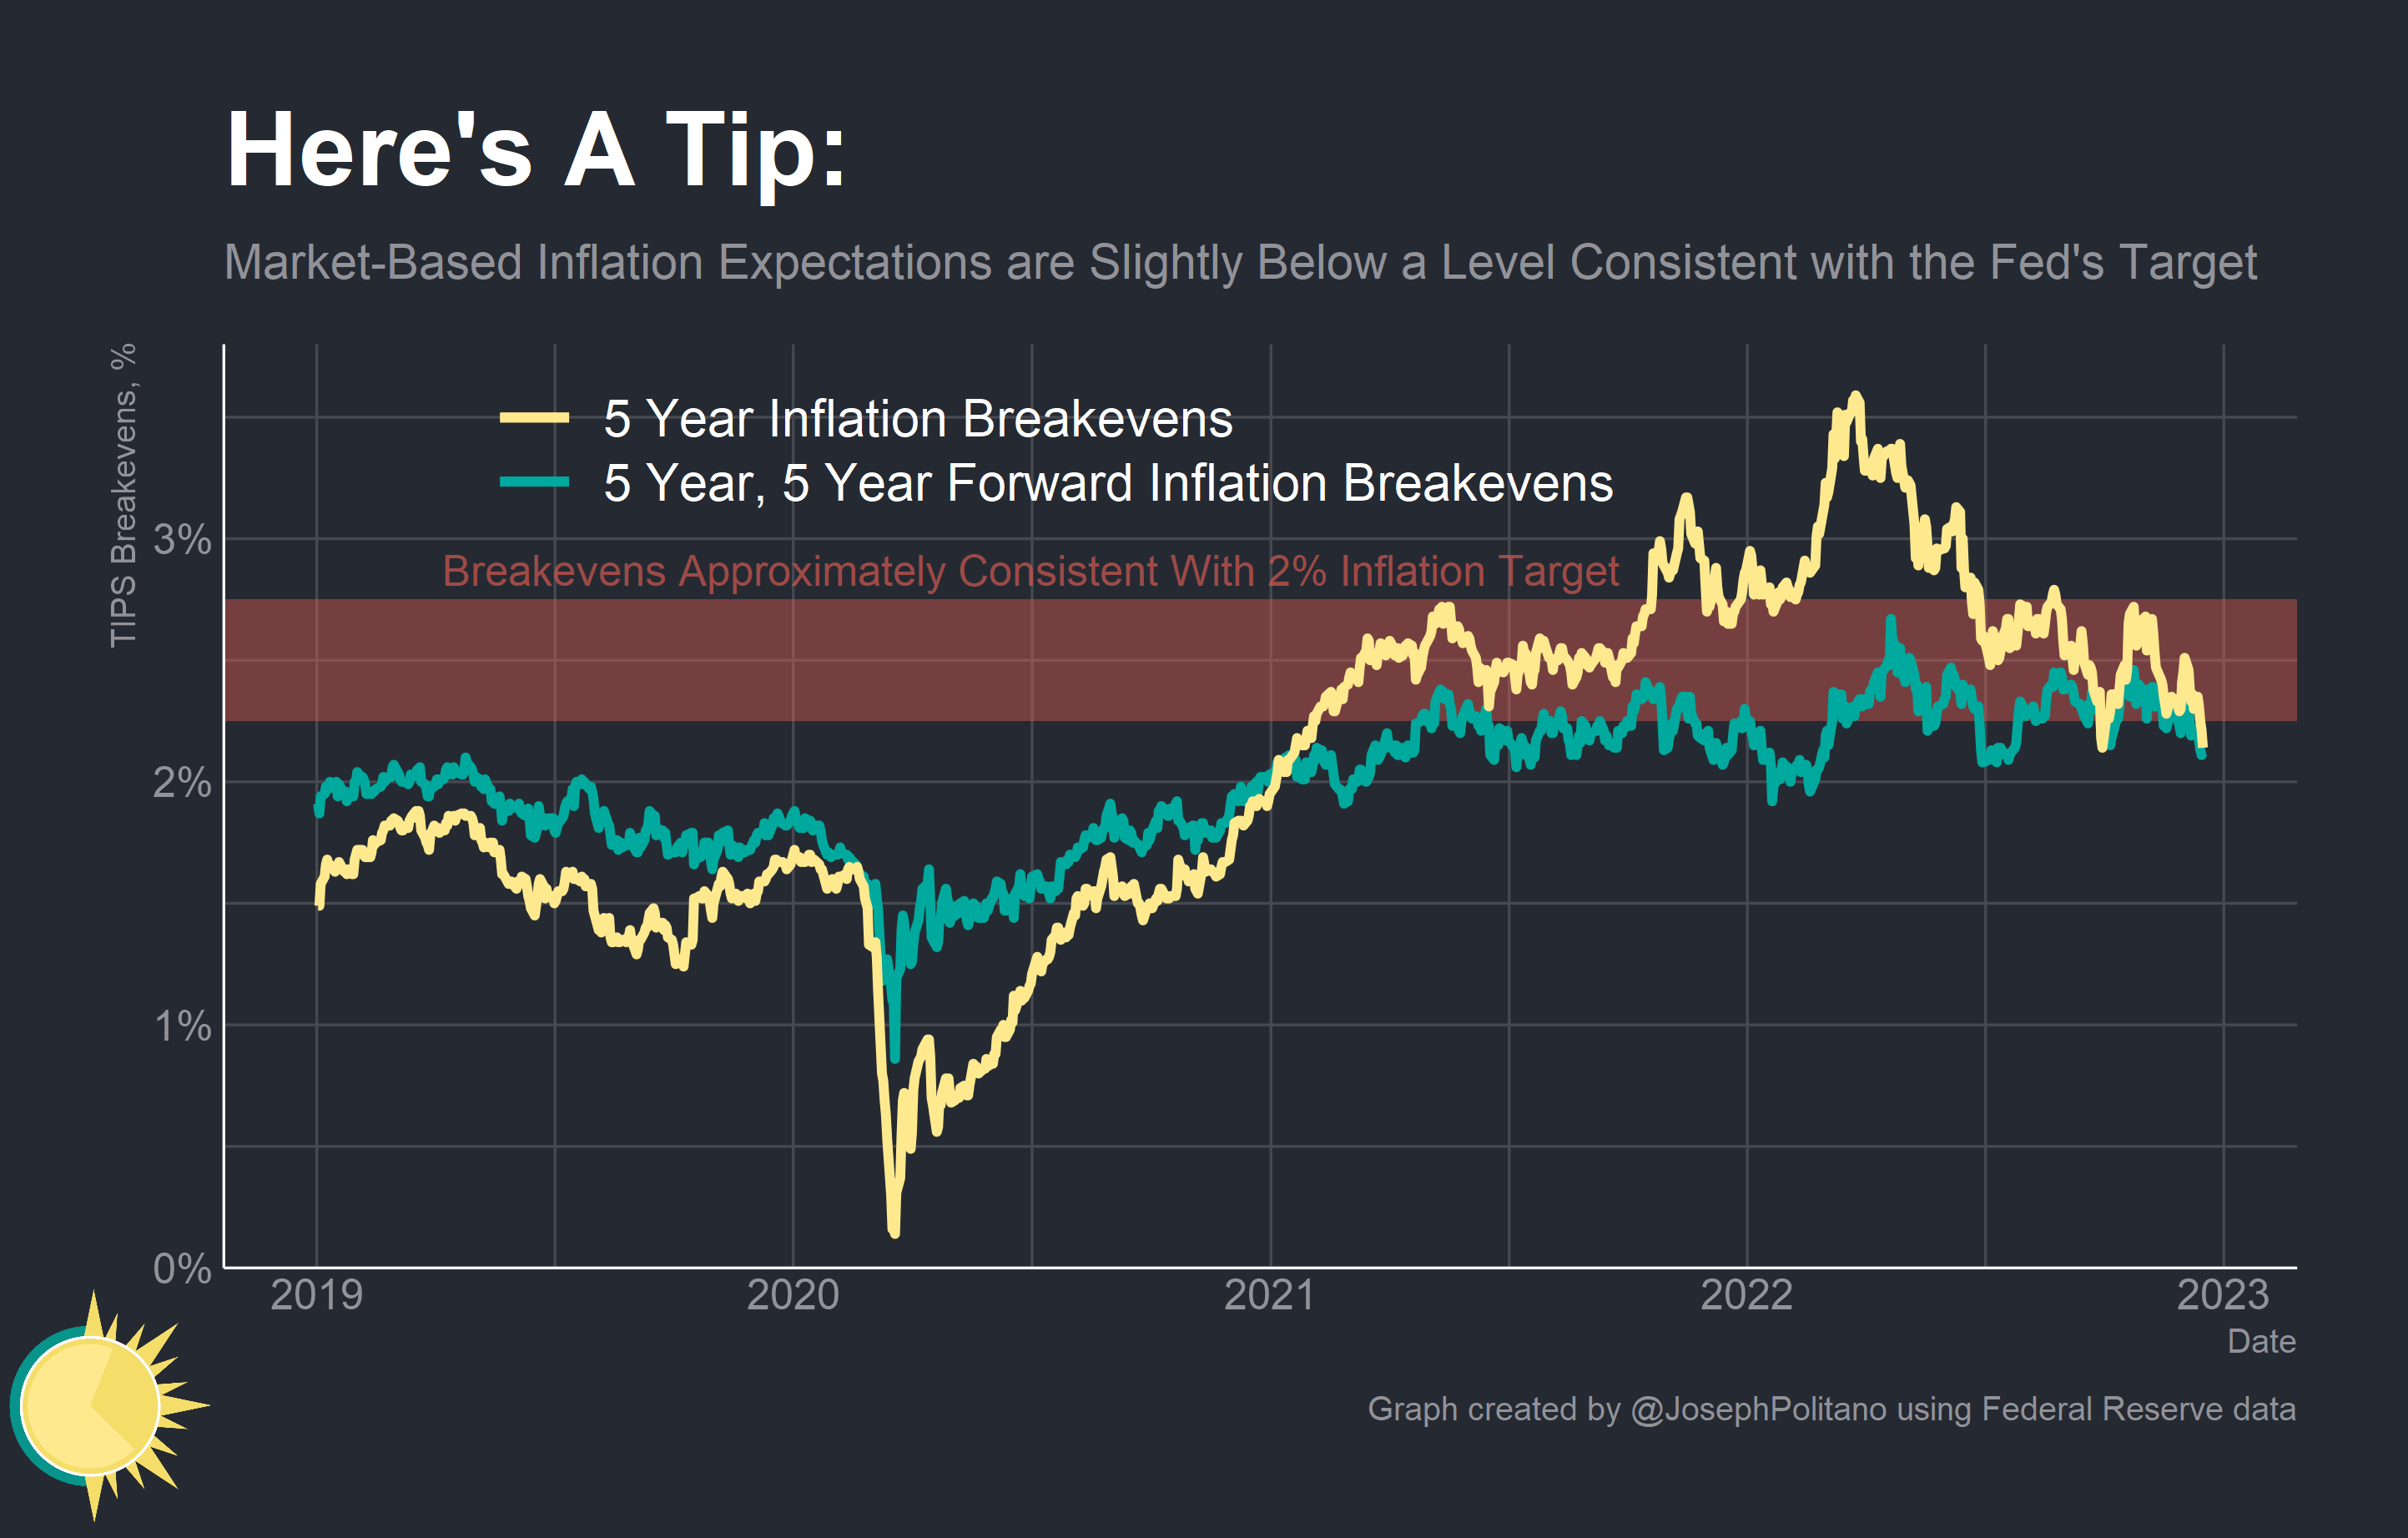 Here's A Tip:
Market-Based Inflation Expectations are Slightly Below a Level Consistent with the Fed's Target
TIPS Breakevens, %
5 Year Inflation Breakevens
5 Year, 5 Year Forward Inflation Breakevens
3%
Breakevens Approximately Consistent With 2% Inflation Target
2%
1%
0%
2019 2020 2021 2022 2023
Date
Graph created by @JosephPolitano using Federal Reserve data